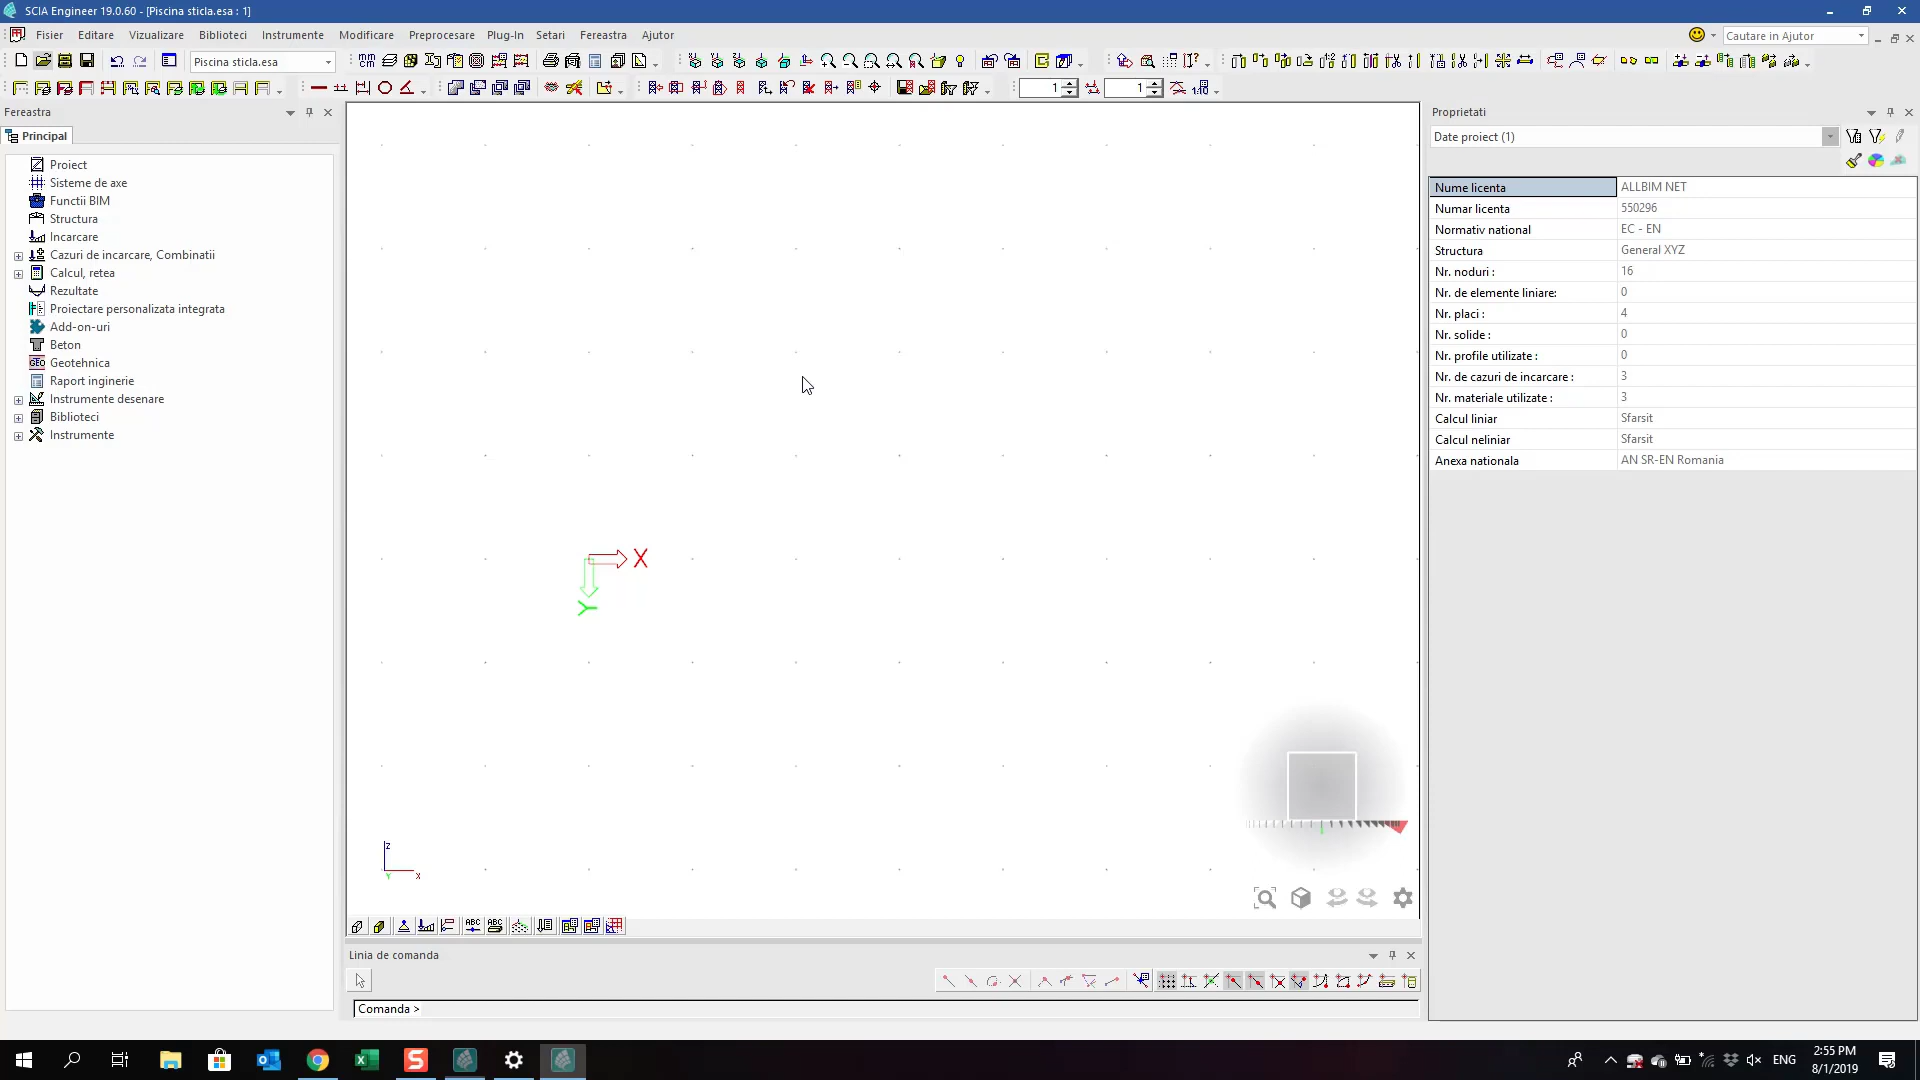 SCIA Engineer 19.0.60 - [Piscina sticla.esa : 1]
Fisier Editare Vizualizare Biblioteci Instrumente Modificare Preprocesare Plug-In Setari Fereastra Ajutor
Cautare in Ajutor
Piscina sticla.esa
1 1
Fereastra
Principal
Proiect
Sisteme de axe
Functii BIM
Structura
Incarcare
Cazuri de incarcare, Combinatii
Calcul, retea
Rezultate
Proiectare personalizata integrata
Add-on-uri
Beton
Geotehnica
Raport inginerie
Instrumente desenare
Biblioteci
Instrumente
X
Y
Z
Y
X
Linia de comanda
Comanda >
Proprietati
Date proiect (1)
Nume licenta ALLBIM NET
Numar licenta 550296
Normativ national EC - EN
Structura General XYZ
Nr. noduri : 16
Nr. de elemente liniare: 0
Nr. placi : 4
Nr. solide : 0
Nr. profile utilizate : 0
Nr. de cazuri de incarcare : 3
Nr. materiale utilizate : 3
Calcul liniar Sfarsit
Calcul neliniar Sfarsit
Anexa nationala AN SR-EN Romania
ENG
2:55 PM
8/1/2019